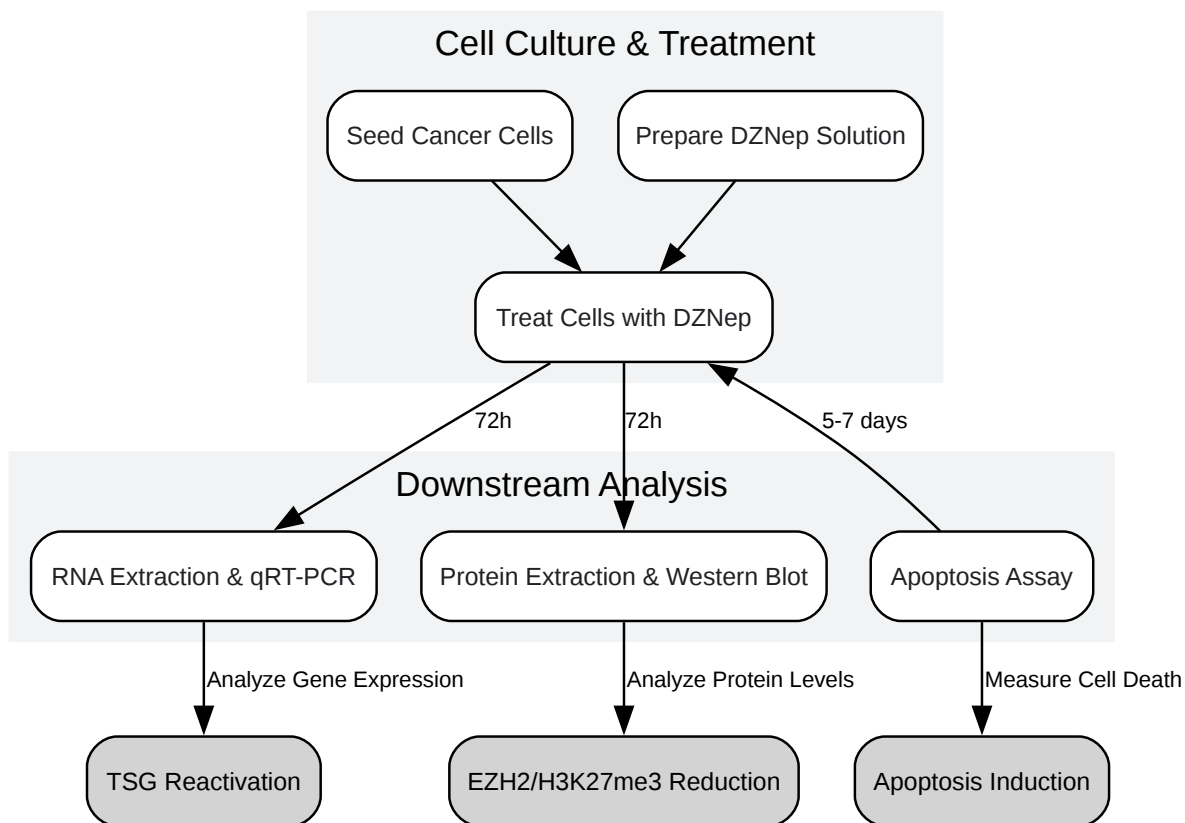 Cell Culture & Treatment
Seed Cancer Cells
Prepare DZNep Solution
Treat Cells with DZNep
72h
72h
5-7 days
Downstream Analysis
RNA Extraction & qRT-PCR
Protein Extraction & Western Blot
Apoptosis Assay
Analyze Gene Expression
Analyze Protein Levels
Measure Cell Death
TSG Reactivation
EZH2/H3K27me3 Reduction
Apoptosis Induction